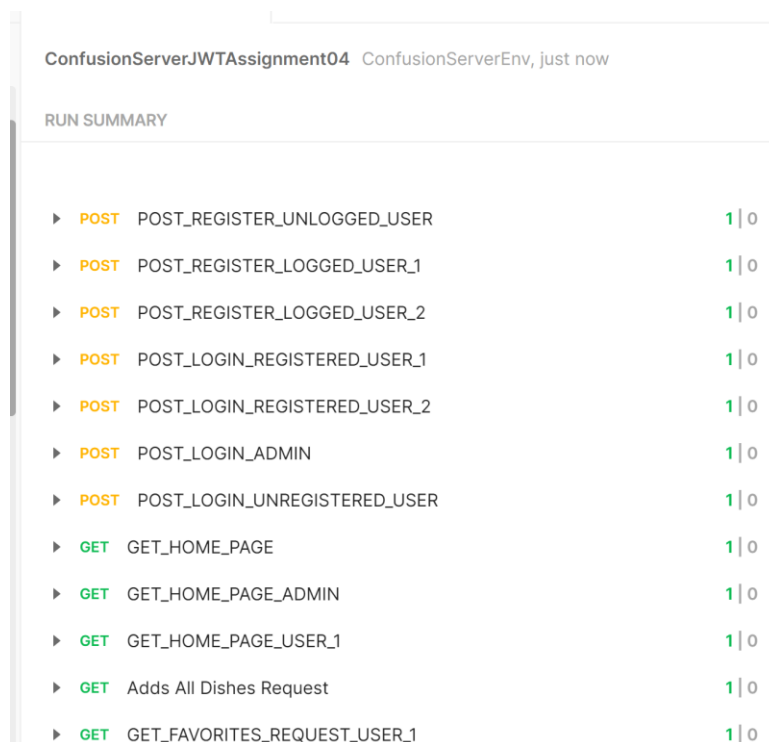 ConfusionServerJWTAssignment04 ConfusionServerEnv, just now
RUN SUMMARY
POST POST_REGISTER_UNLOGGED_USER 1 | 0
POST POST_REGISTER_LOGGED_USER_1 1 | 0
POST POST_REGISTER_LOGGED_USER_2 1 | 0
POST POST_LOGIN_REGISTERED_USER_1 1 | 0
POST POST_LOGIN_REGISTERED_USER_2 1 | 0
POST POST_LOGIN_ADMIN 1 | 0
POST POST_LOGIN_UNREGISTERED_USER 1 | 0
GET GET_HOME_PAGE 1 | 0
GET GET_HOME_PAGE_ADMIN 1 | 0
GET GET_HOME_PAGE_USER_1 1 | 0
GET Adds All Dishes Request 1 | 0
GET GET_FAVORITES_REQUEST_USER_1 1 | 0